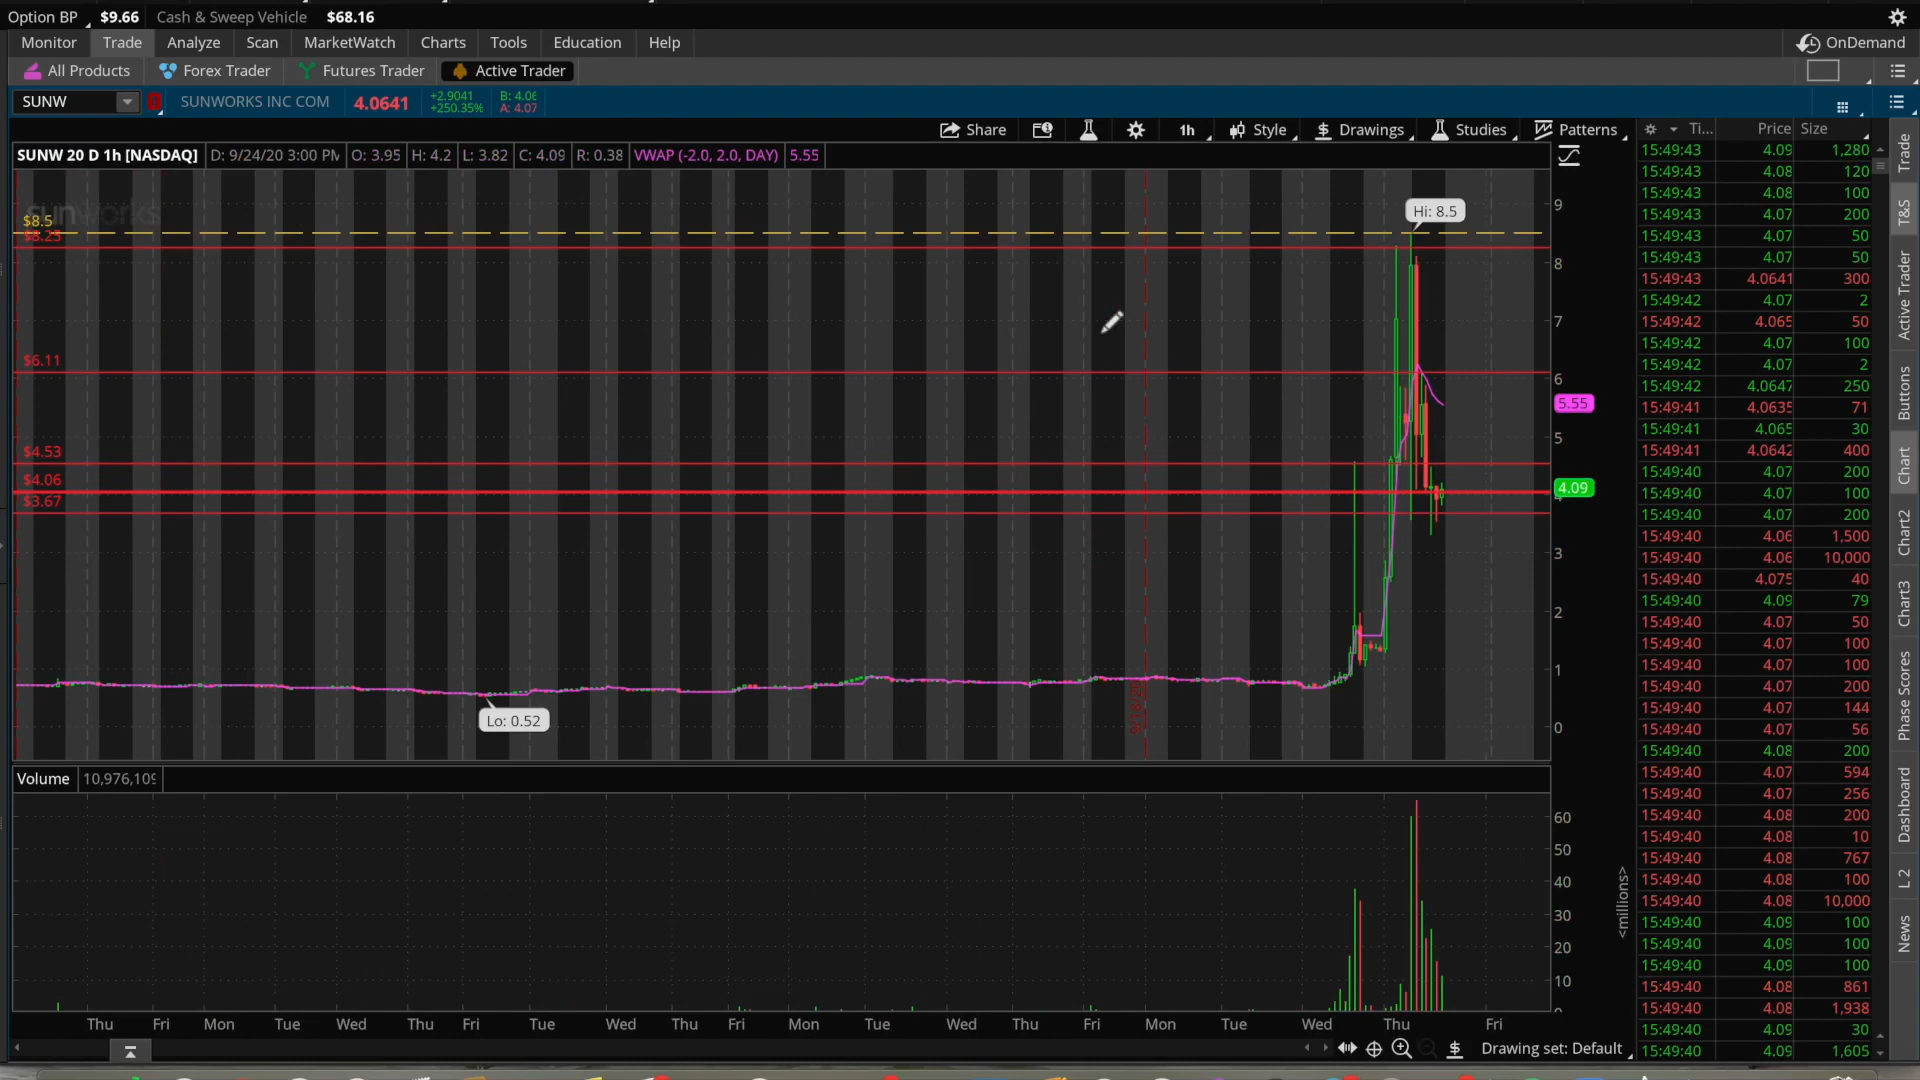 Option BP $9.66 Cash & Sweep Vehicle $68.16
Monitor Trade Analyze Scan MarketWatch Charts Tools Education Help OnDemand
All Products Forex Trader Futures Trader Active Trader
SUNW SUNWORKS INC COM 4.0641 +2.9041 +250.35% B: 4.06 A: 4.07
Share 1h Style Drawings Studies Patterns
SUNW 20 D 1h [NASDAQ] D: 9/24/20 3:00 PM O: 3.95 H: 4.2 L: 3.82 C: 4.09 R: 0.38 VWAP (-2.0, 2.0, DAY) 5.55
sunworks
$8.5
$8.25
$6.11
$4.53
$4.06
$3.67
Hi: 8.5
Lo: 0.52
9
8
7
6
5.55
5
4.09
3
2
1
0
Volume 10,976,109
60
50
40
30
20
10
<millions>
Thu Fri Mon Tue Wed Thu Fri Tue Wed Thu Fri Mon Tue Wed Thu Fri Mon Tue Wed Thu Fri
Drawing set: Default
Ti... Price Size
15:49:43 4.09 1,280
15:49:43 4.08 120
15:49:43 4.08 100
15:49:43 4.07 200
15:49:43 4.07 50
15:49:43 4.07 50
15:49:43 4.0641 300
15:49:42 4.07 2
15:49:42 4.065 50
15:49:42 4.07 100
15:49:42 4.07 2
15:49:42 4.0647 250
15:49:41 4.0635 71
15:49:41 4.065 30
15:49:41 4.0642 400
15:49:40 4.07 200
15:49:40 4.07 100
15:49:40 4.07 200
15:49:40 4.06 1,500
15:49:40 4.06 10,000
15:49:40 4.075 40
15:49:40 4.09 79
15:49:40 4.07 50
15:49:40 4.07 100
15:49:40 4.07 100
15:49:40 4.07 200
15:49:40 4.07 144
15:49:40 4.07 56
15:49:40 4.08 200
15:49:40 4.07 594
15:49:40 4.07 256
15:49:40 4.08 200
15:49:40 4.08 10
15:49:40 4.08 767
15:49:40 4.08 100
15:49:40 4.08 10,000
15:49:40 4.09 100
15:49:40 4.09 100
15:49:40 4.09 100
15:49:40 4.08 861
15:49:40 4.08 1,938
15:49:40 4.09 30
15:49:40 4.09 1,605
Trade
T&S
Active Trader
Buttons
Chart
Chart2
Chart3
Phase Scores
Dashboard
L 2
News